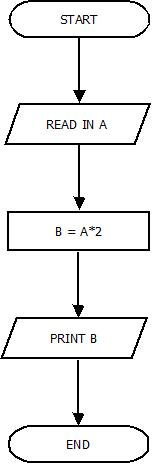 START
READ IN A
B = A*2
PRINT B
END